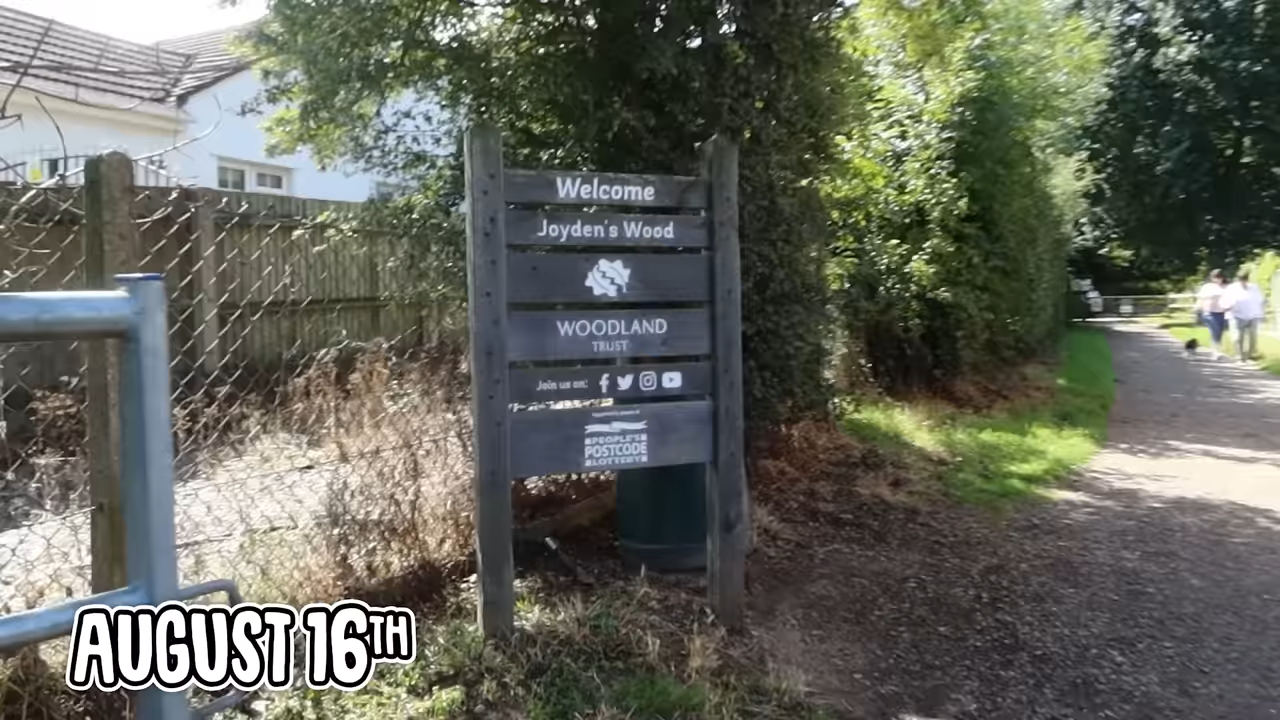 Welcome
Joyden's Wood
WOODLAND
TRUST
Join us on:
PEOPLE'S
POSTCODE
LOTTERY
AUGUST 16TH